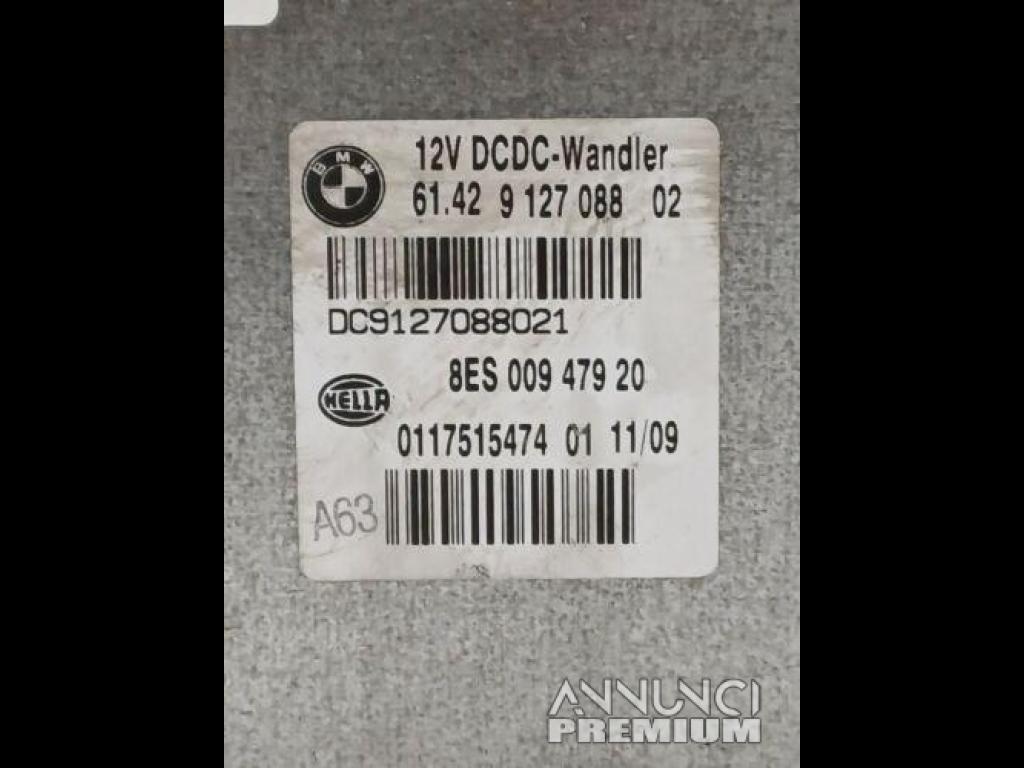 BMW
12V DCDC-Wandler
61.42 9 127 088 02
DC9127088021
8ES 009 479 20
HELLA
0117515474 01 11/09
A63
ANNUNCI
PREMIUM